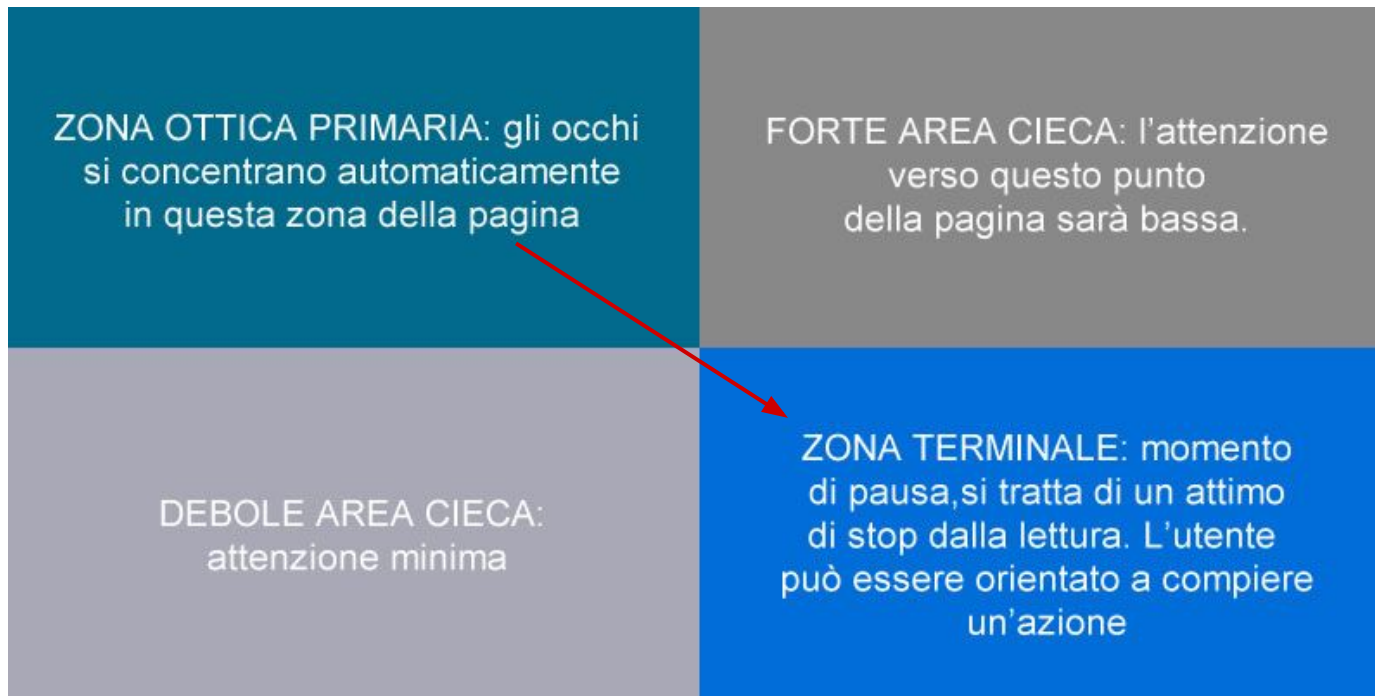 ZONA OTTICA PRIMARIA: gli occhi
si concentrano automaticamente
in questa zona della pagina
FORTE AREA CIECA: l'attenzione
verso questo punto
della pagina sarà bassa.
DEBOLE AREA CIECA:
attenzione minima
ZONA TERMINALE: momento
di pausa,si tratta di un attimo
di stop dalla lettura. L'utente
può essere orientato a compiere
un'azione